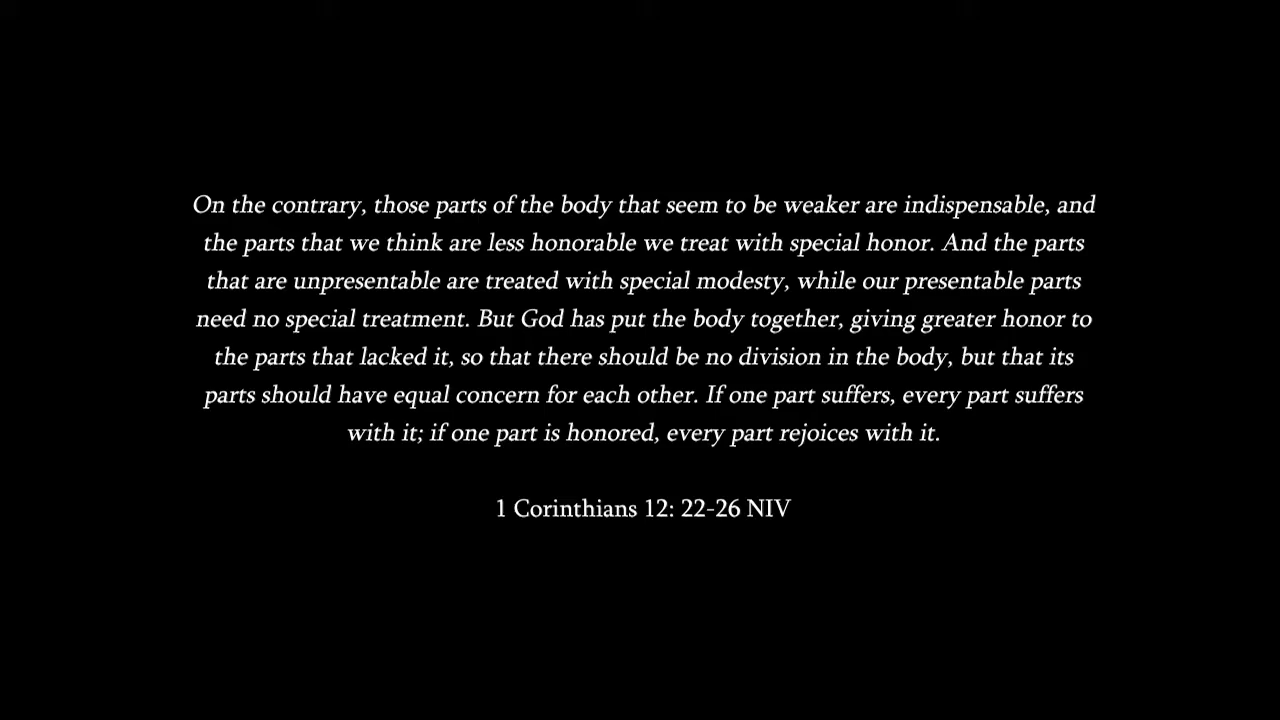 On the contrary, those parts of the body that seem to be weaker are indispensable, and
the parts that we think are less honorable we treat with special honor. And the parts
that are unpresentable are treated with special modesty, while our presentable parts
need no special treatment. But God has put the body together, giving greater honor to
the parts that lacked it, so that there should be no division in the body, but that its
parts should have equal concern for each other. If one part suffers, every part suffers
with it; if one part is honored, every part rejoices with it.
1 Corinthians 12: 22-26 NIV